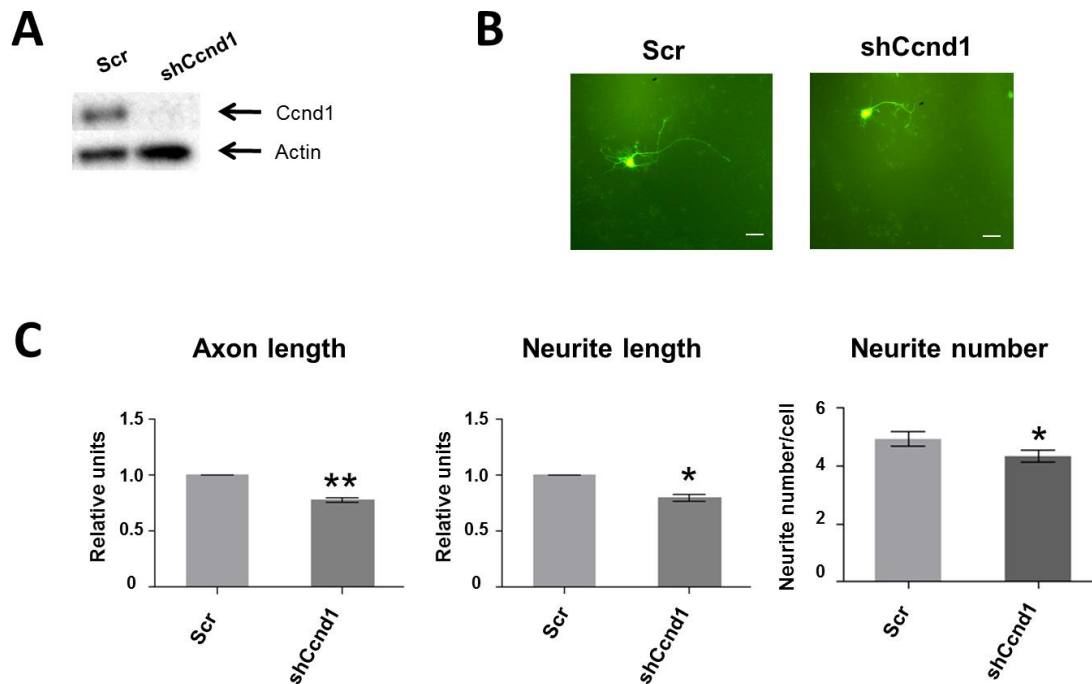 A
Scr
shCcnd1
Ccnd1
Actin
B
Scr
shCcnd1
C
Axon length
Relative units
1.5
1.0
0.5
0
**
Scr
shCcnd1
Neurite length
Relative units
1.5
1.0
0.5
0
*
Scr
shCcnd1
Neurite number
Neurite number/cell
6
4
2
0
*
Scr
shCcnd1